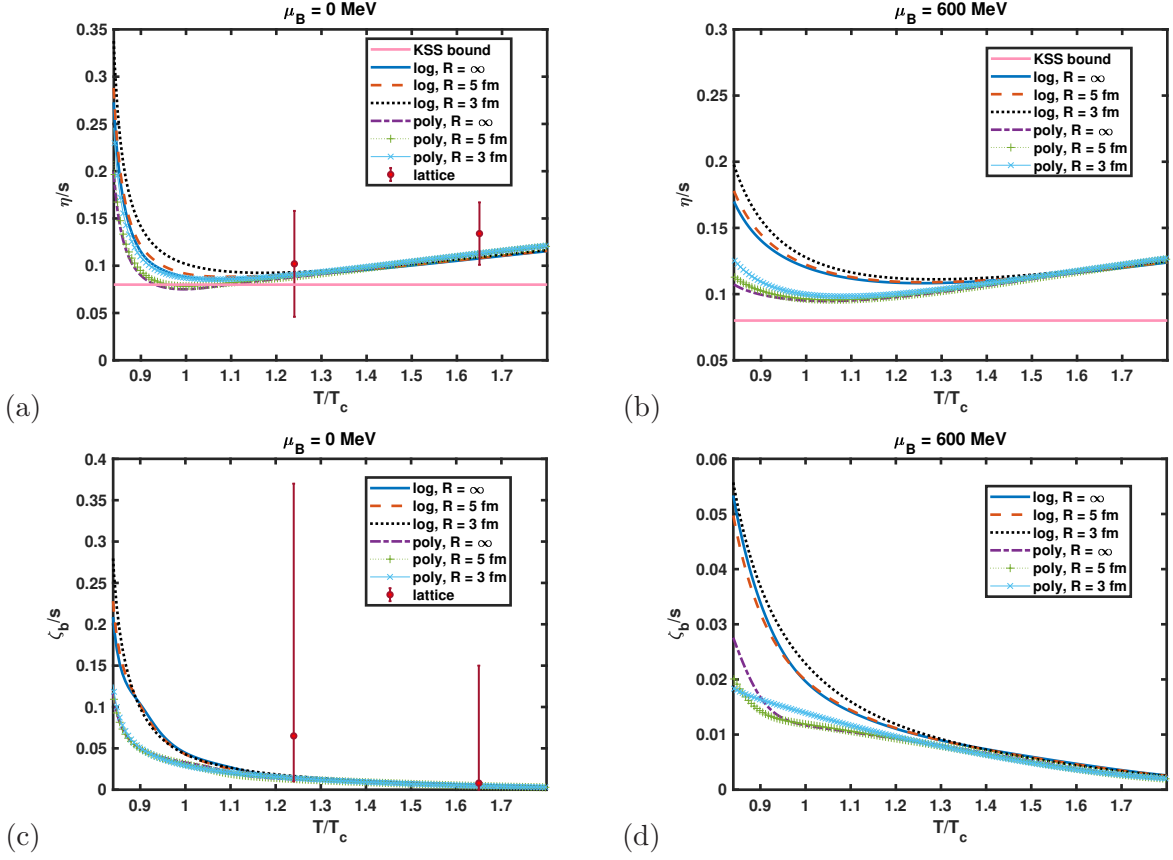 μ_B = 0 MeV
0.35
0.3
0.25
0.2
0.15
0.1
0.05
0
η/s
KSS bound
log, R = ∞
log, R = 5 fm
log, R = 3 fm
poly, R = ∞
poly, R = 5 fm
poly, R = 3 fm
lattice
0.9 1 1.1 1.2 1.3 1.4 1.5 1.6 1.7
T/T_c
(a)
μ_B = 600 MeV
0.3
0.25
0.2
0.15
0.1
0.05
η/s
KSS bound
log, R = ∞
log, R = 5 fm
log, R = 3 fm
poly, R = ∞
poly, R = 5 fm
poly, R = 3 fm
0.9 1 1.1 1.2 1.3 1.4 1.5 1.6 1.7
T/T_c
(b)
μ_B = 0 MeV
0.4
0.35
0.3
0.25
0.2
0.15
0.1
0.05
0
ζ_b/s
log, R = ∞
log, R = 5 fm
log, R = 3 fm
poly, R = ∞
poly, R = 5 fm
poly, R = 3 fm
lattice
0.9 1 1.1 1.2 1.3 1.4 1.5 1.6 1.7
T/T_c
(c)
μ_B = 600 MeV
0.06
0.05
0.04
0.03
0.02
0.01
0
ζ_b/s
log, R = ∞
log, R = 5 fm
log, R = 3 fm
poly, R = ∞
poly, R = 5 fm
poly, R = 3 fm
0.9 1 1.1 1.2 1.3 1.4 1.5 1.6 1.7
T/T_c
(d)